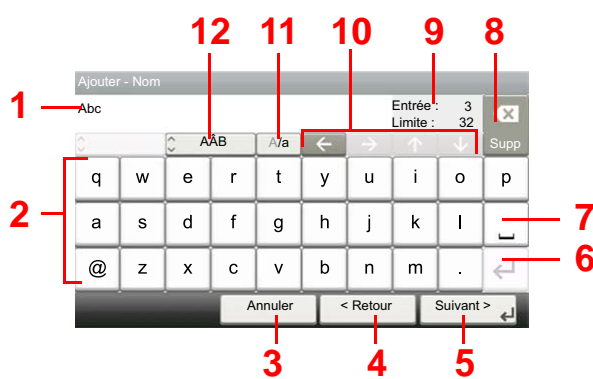 12 11 10 9 8
Ajouter - Nom
1 Abc Entrée : 3
Limite : 32
AÂB A/a ← → ↑ ↓ Supp
q w e r t y u i o p
2 a s d f g h j k l 7
@ z x c v b n m . 6
Annuler < Retour Suivant >
3 4 5